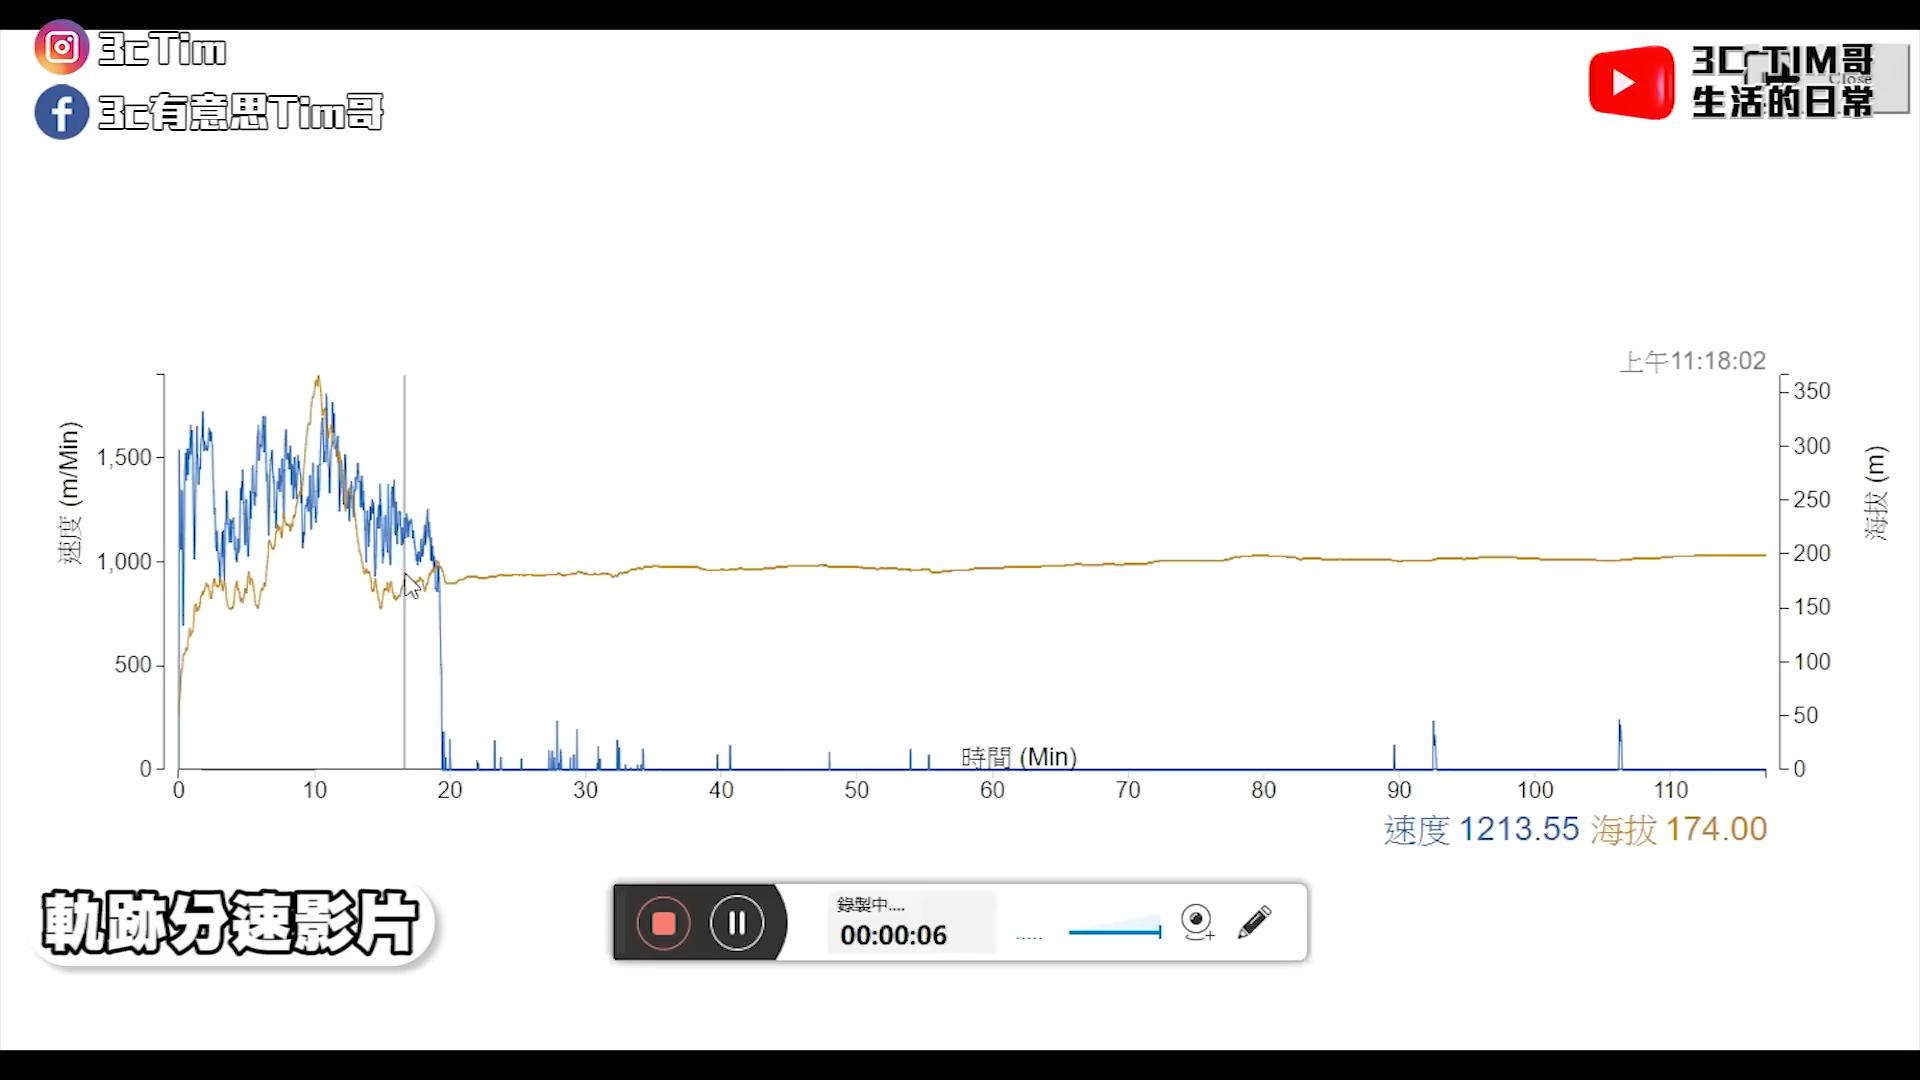 3cTim
3c有意思Tim哥
3C TIM哥
生活的日常
Close
上午11:18:02
速度 (m/Min)
1,500
1,000
500
0
350
300
250
200
150
100
50
0
海拔 (m)
時間 (Min)
0 10 20 30 40 50 60 70 80 90 100 110
速度 1213.55 海拔 174.00
軌跡分速影片
錄製中....
00:00:06